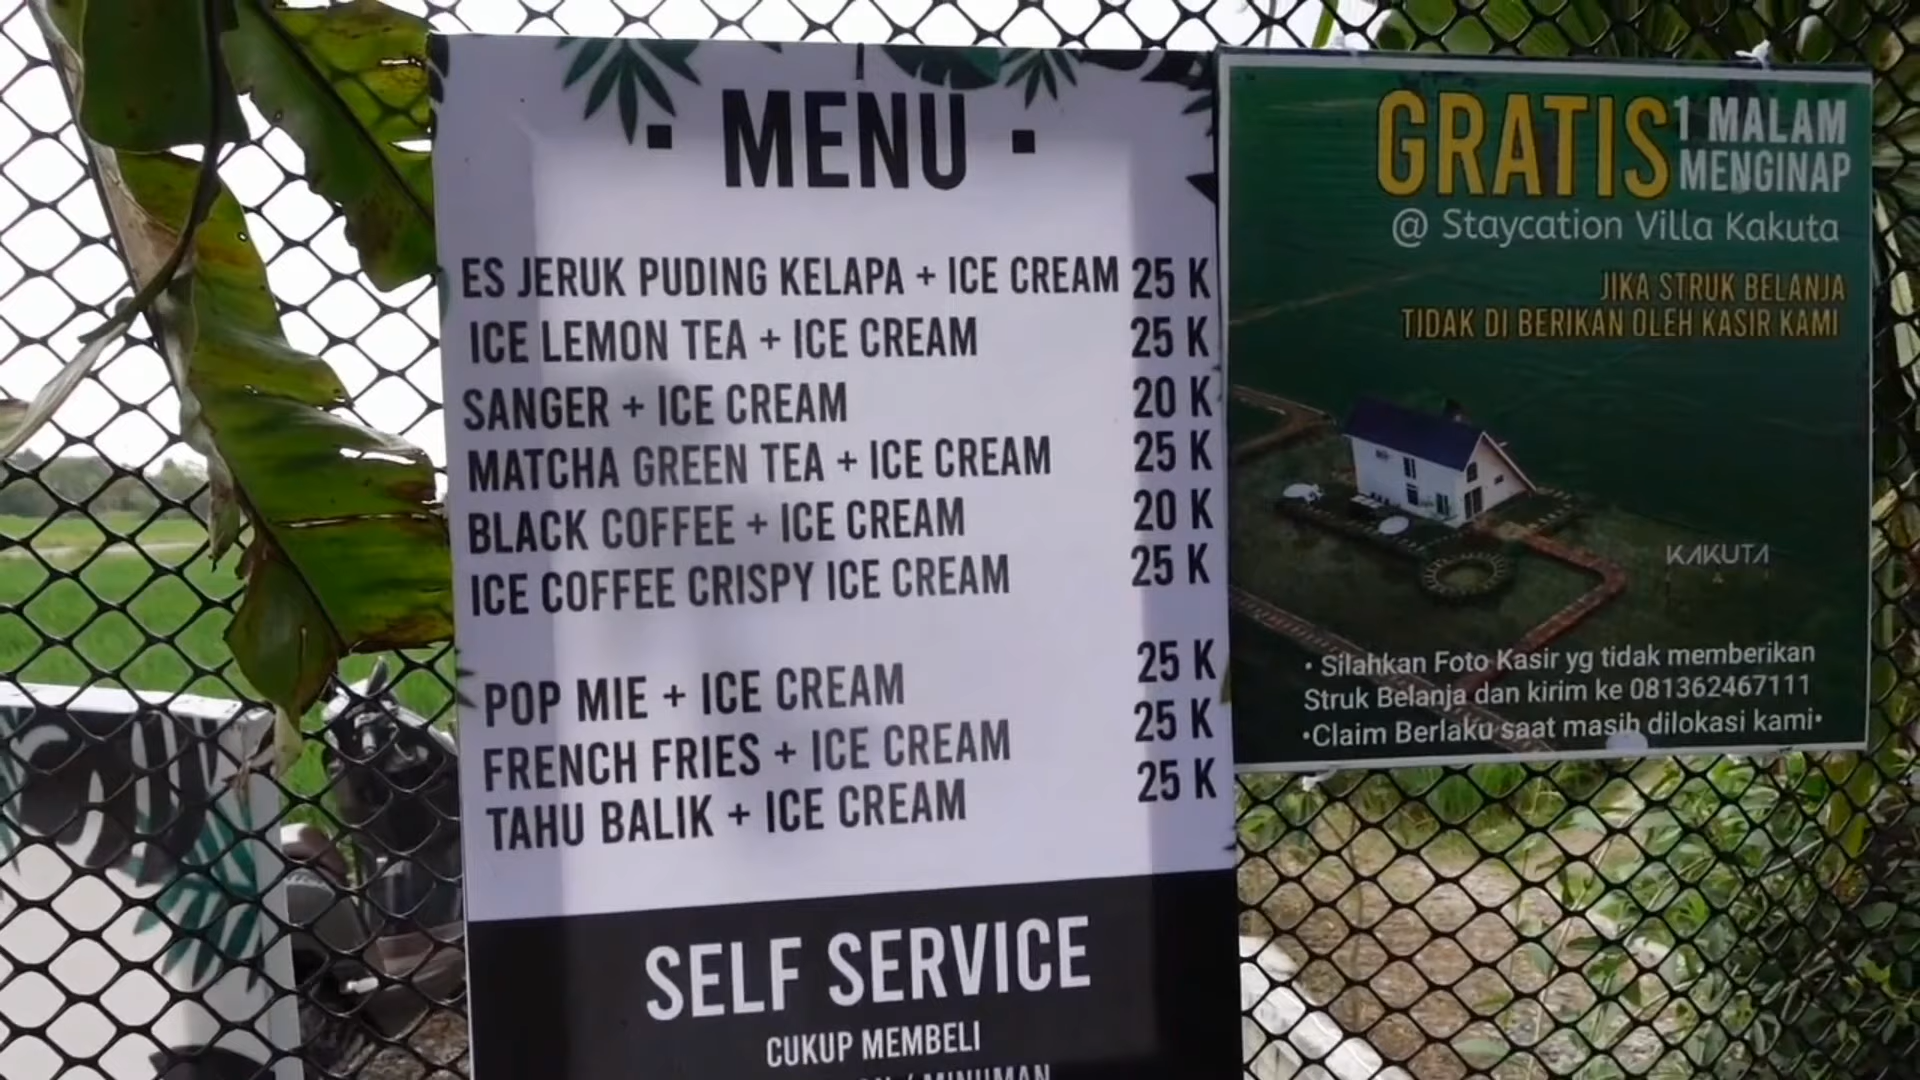 MENU
ES JERUK PUDING KELAPA + ICE CREAM 25 K
ICE LEMON TEA + ICE CREAM 25 K
SANGER + ICE CREAM 20 K
MATCHA GREEN TEA + ICE CREAM 25 K
BLACK COFFEE + ICE CREAM 20 K
ICE COFFEE CRISPY ICE CREAM 25 K
POP MIE + ICE CREAM 25 K
FRENCH FRIES + ICE CREAM 25 K
TAHU BALIK + ICE CREAM 25 K
SELF SERVICE
CUKUP MEMBELI
/ MINUMAN
GRATIS 1 MALAM
MENGINAP
@ Staycation Villa Kakuta
JIKA STRUK BELANJA
TIDAK DI BERIKAN OLEH KASIR KAMI
KAKUTA
• Silahkan Foto Kasir yg tidak memberikan
Struk Belanja dan kirim ke 081362467111
•Claim Berlaku saat masih dilokasi kami•